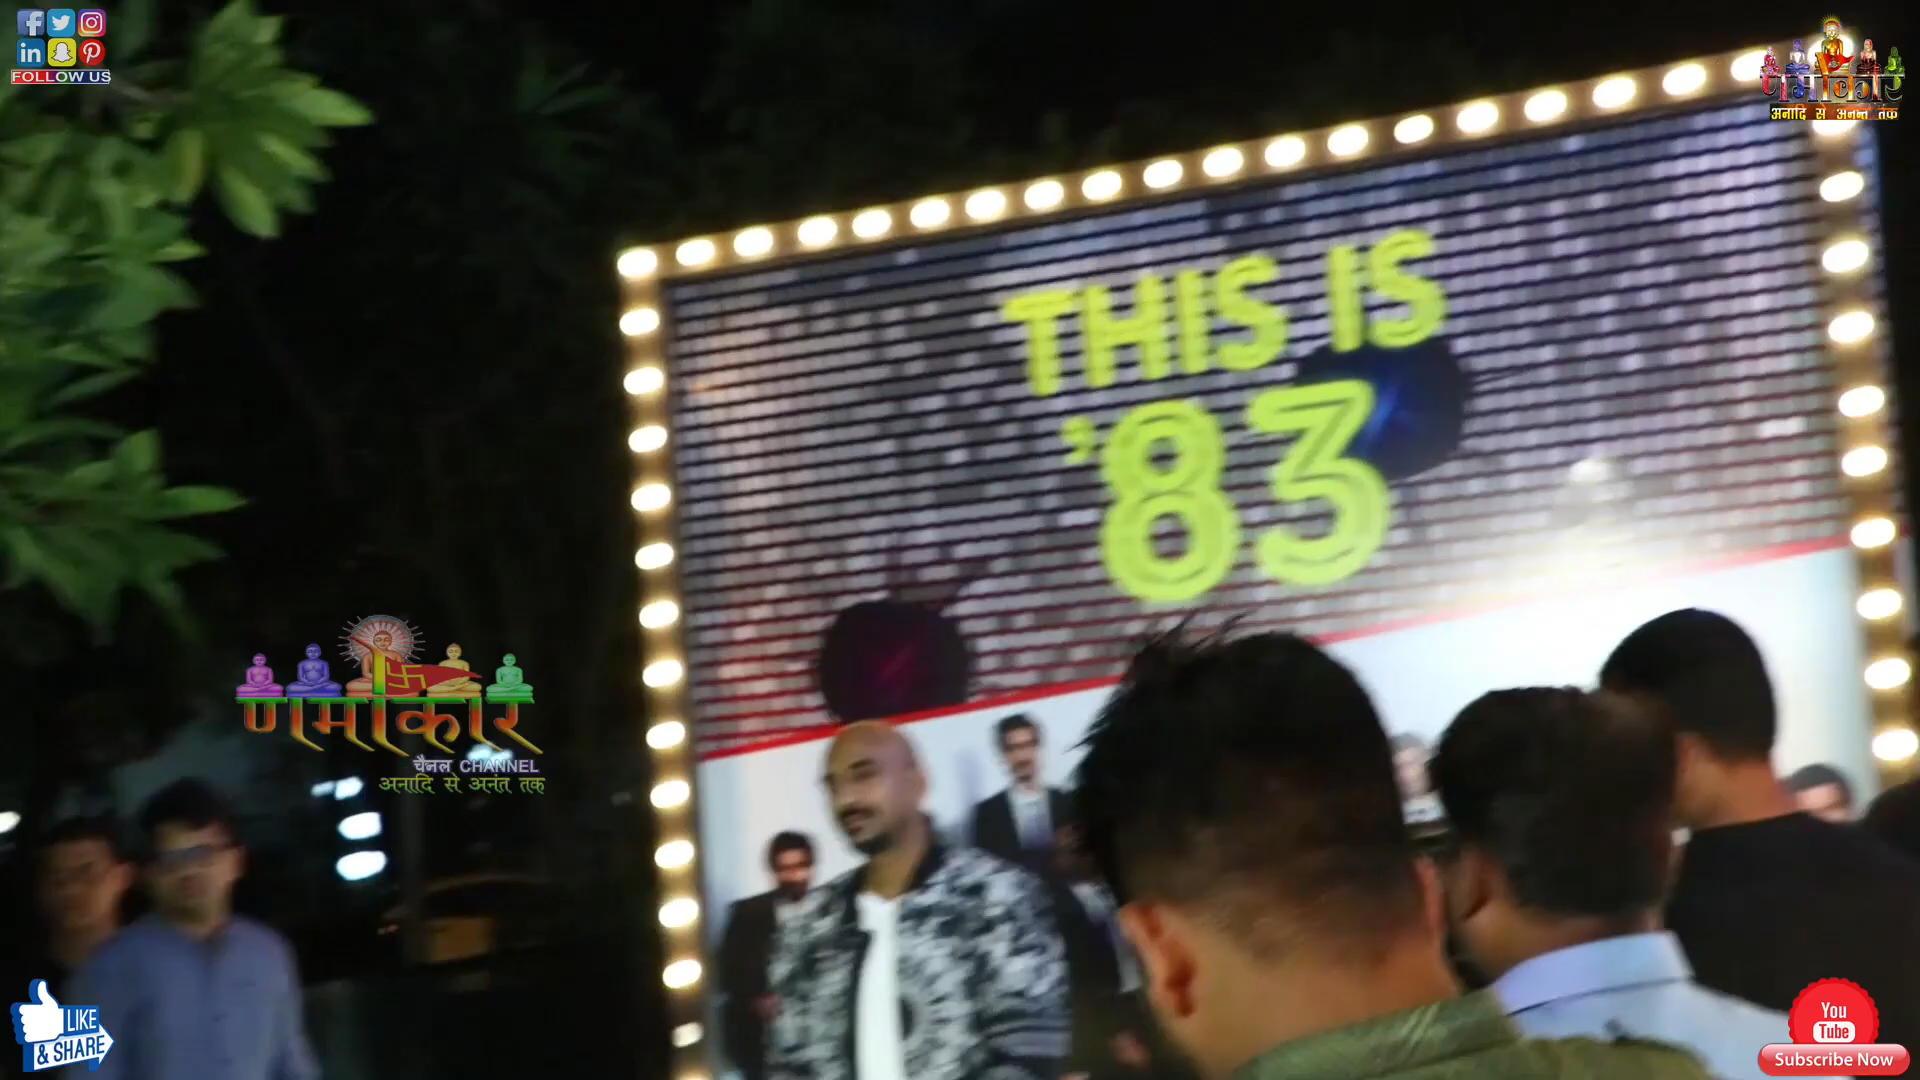 FOLLOW US
णमोकार
अनादि से अनन्त तक
THIS IS
'83
णमोकार
चैनल CHANNEL
अनादि से अनंत तक
LIKE
& SHARE
You
Tube
Subscribe Now